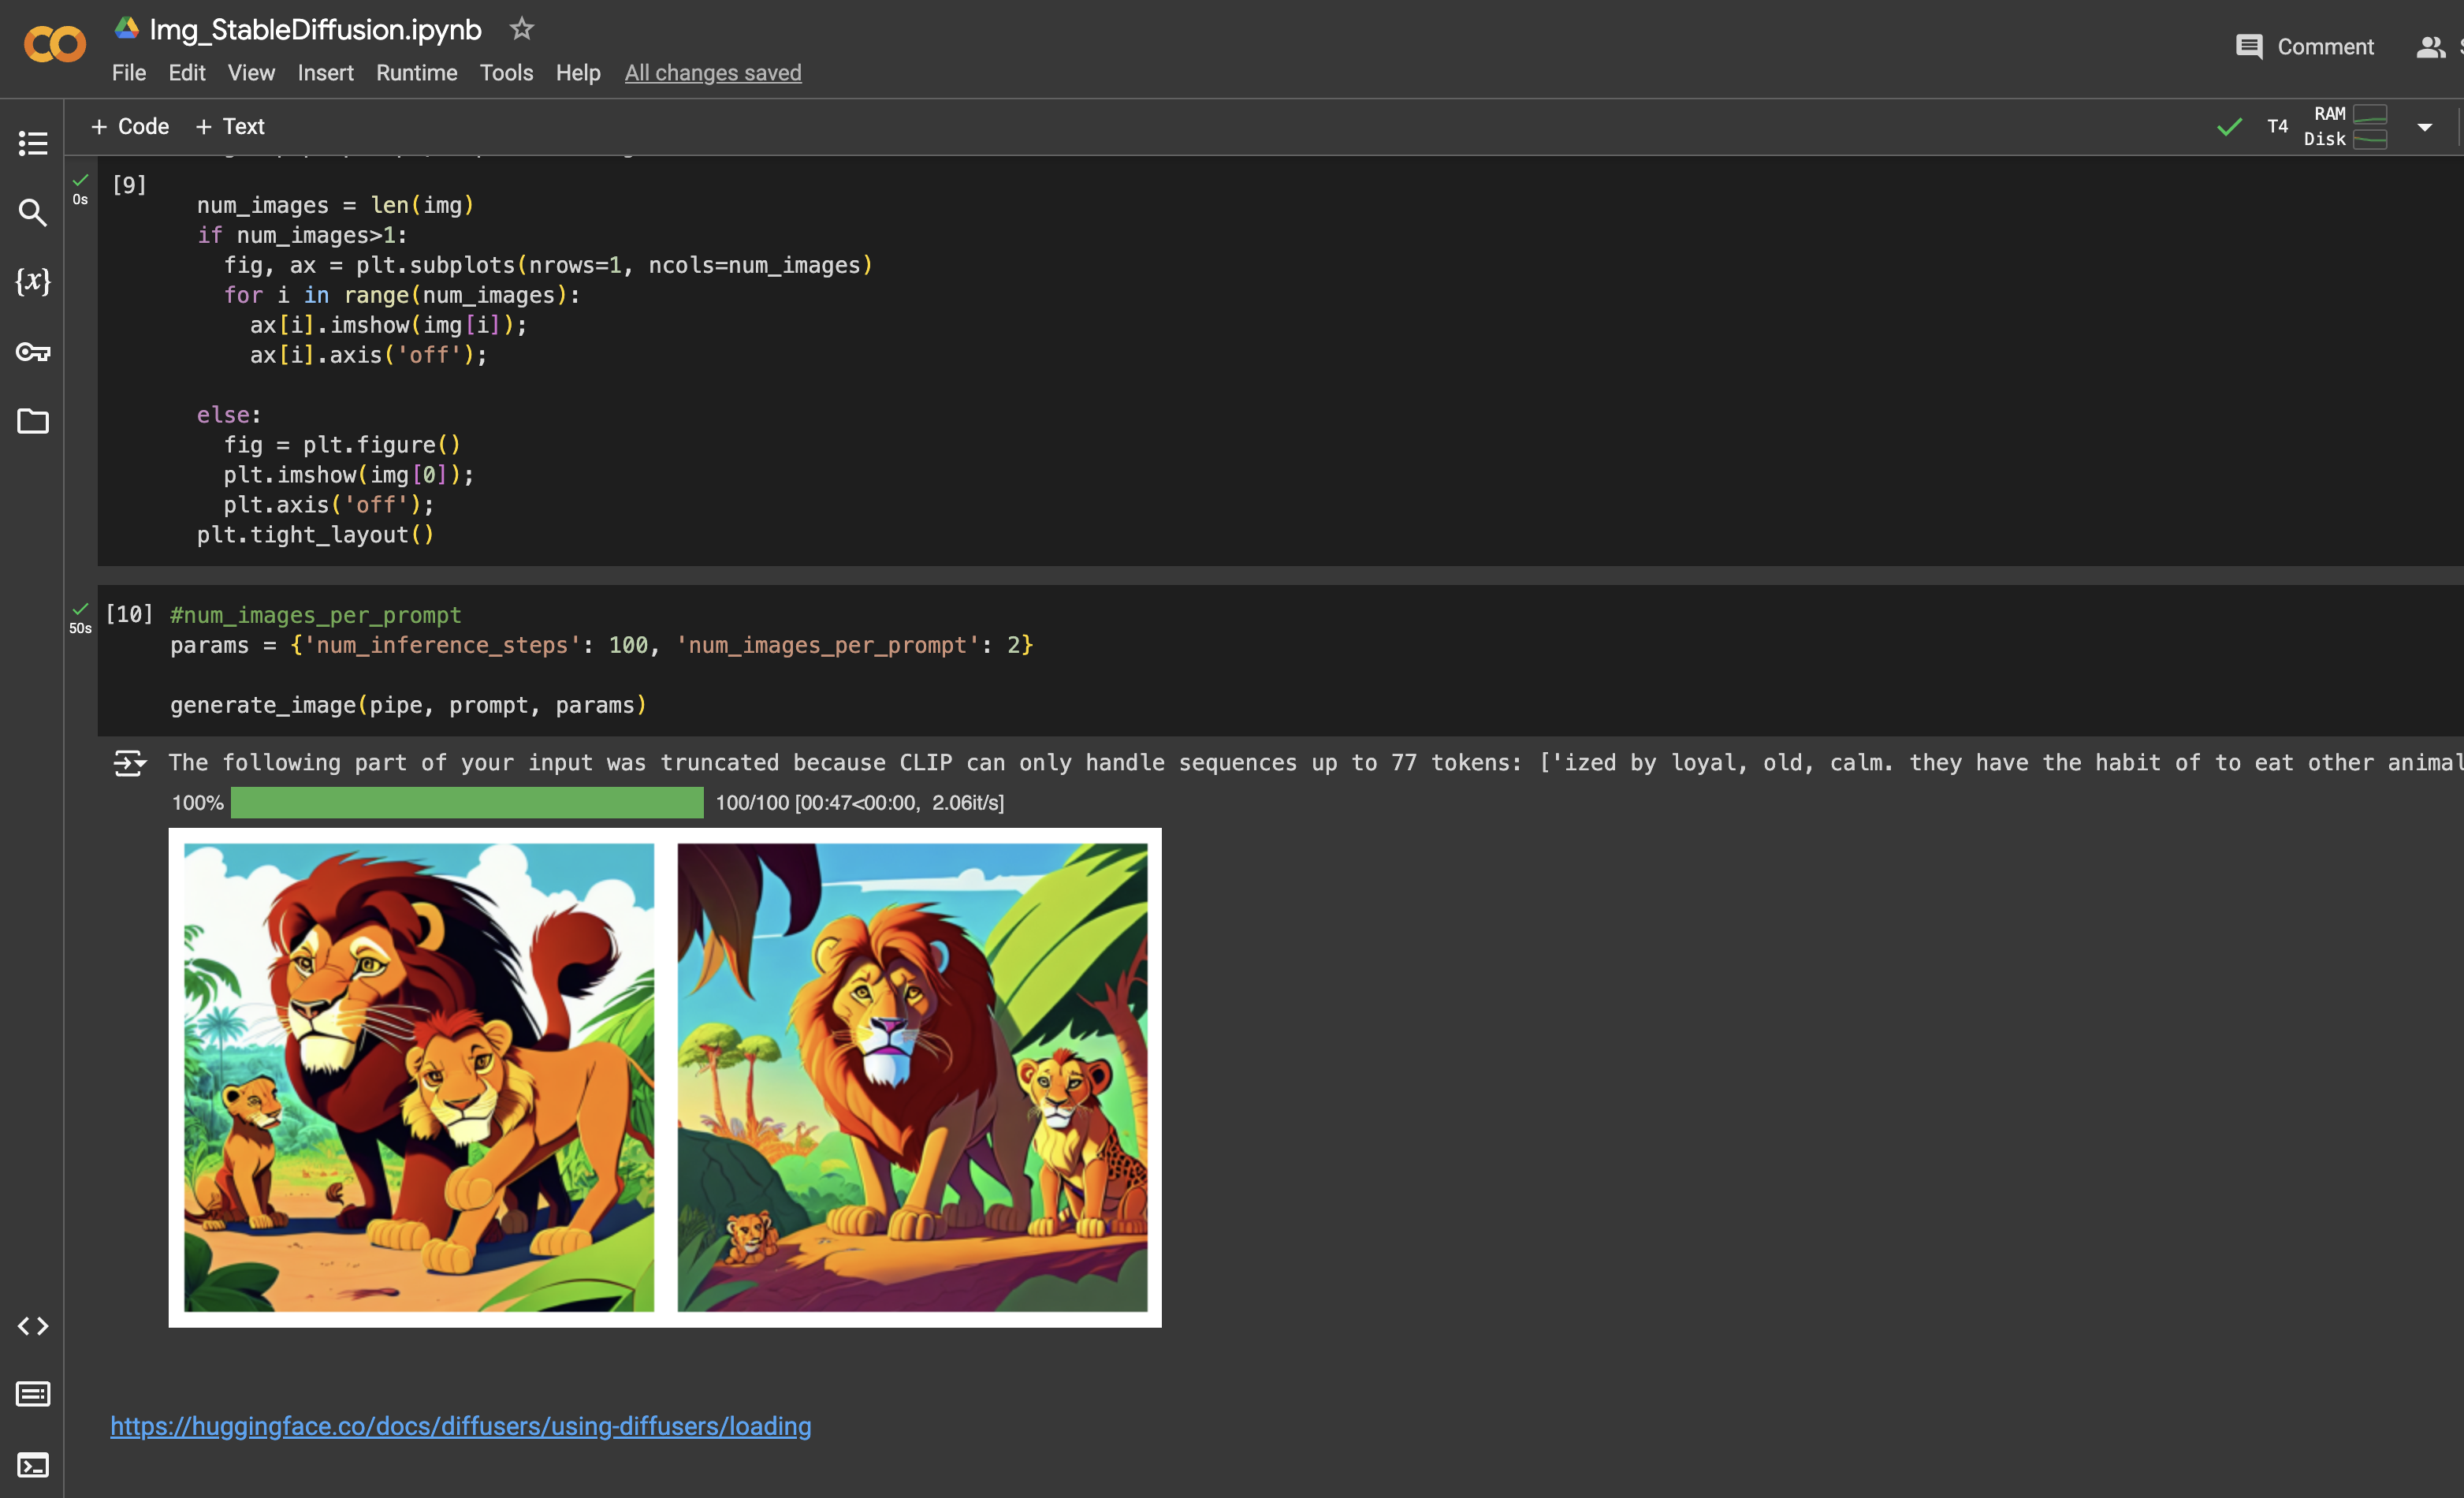 Img_StableDiffusion.ipynb
Comment
File Edit View Insert Runtime Tools Help All changes saved
+ Code + Text
T4
RAM
Disk
0s
[9]
num_images = len(img)
if num_images>1:
  fig, ax = plt.subplots(nrows=1, ncols=num_images)
  for i in range(num_images):
    ax[i].imshow(img[i]);
    ax[i].axis('off');
else:
  fig = plt.figure()
  plt.imshow(img[0]);
  plt.axis('off');
plt.tight_layout()
50s
[10] #num_images_per_prompt
params = {'num_inference_steps': 100, 'num_images_per_prompt': 2}
generate_image(pipe, prompt, params)
The following part of your input was truncated because CLIP can only handle sequences up to 77 tokens: ['ized by loyal, old, calm. they have the habit of to eat other animal
100% 100/100 [00:47<00:00, 2.06it/s]
https://huggingface.co/docs/diffusers/using-diffusers/loading